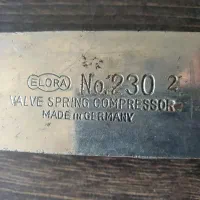 ELORA No. 230 2
VALVE SPRING COMPRESSOR
MADE IN GERMANY